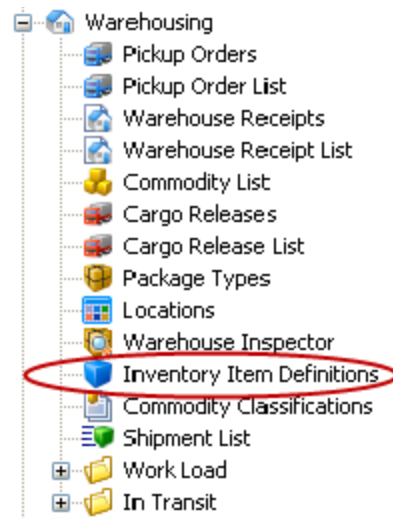 Warehousing
Pickup Orders
Pickup Order List
Warehouse Receipts
Warehouse Receipt List
Commodity List
Cargo Releases
Cargo Release List
Package Types
Locations
Warehouse Inspector
Inventory Item Definitions
Commodity Classifications
Shipment List
Work Load
In Transit